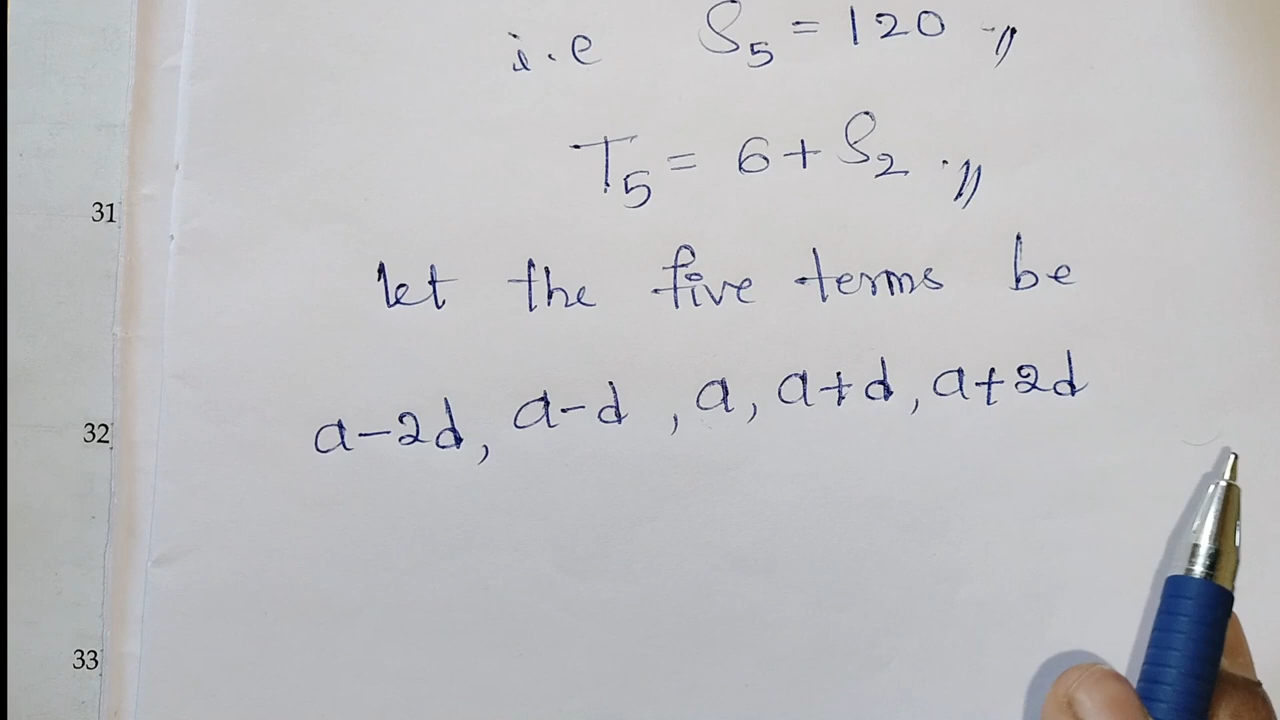 i.e S₅ = 120 .,,
T₅ = 6 + S₂ .,,
31
let the five terms be
a-2d, a-d, a, a+d, a+2d
32
33